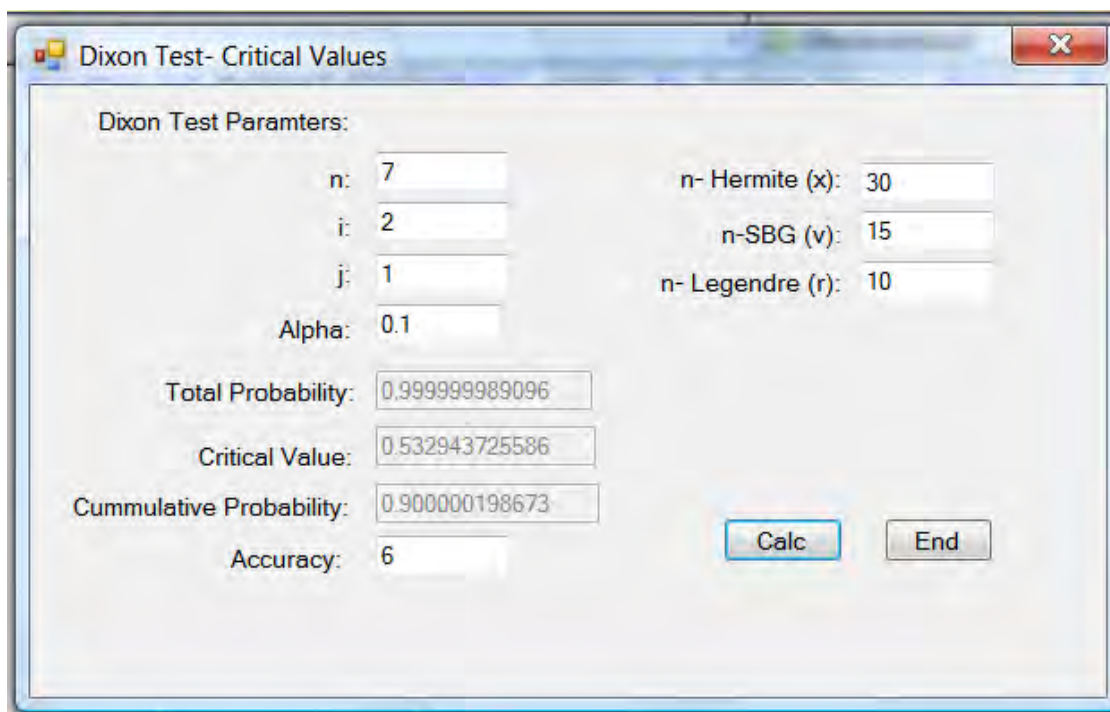 Dixon Test- Critical Values
Dixon Test Paramters:
n: 7
n- Hermite (x): 30
i: 2
n-SBG (v): 15
j: 1
n- Legendre (r): 10
Alpha: 0.1
Total Probability: 0.999999989096
Critical Value: 0.532943725586
Cummulative Probability: 0.900000198673
Accuracy: 6
Calc
End